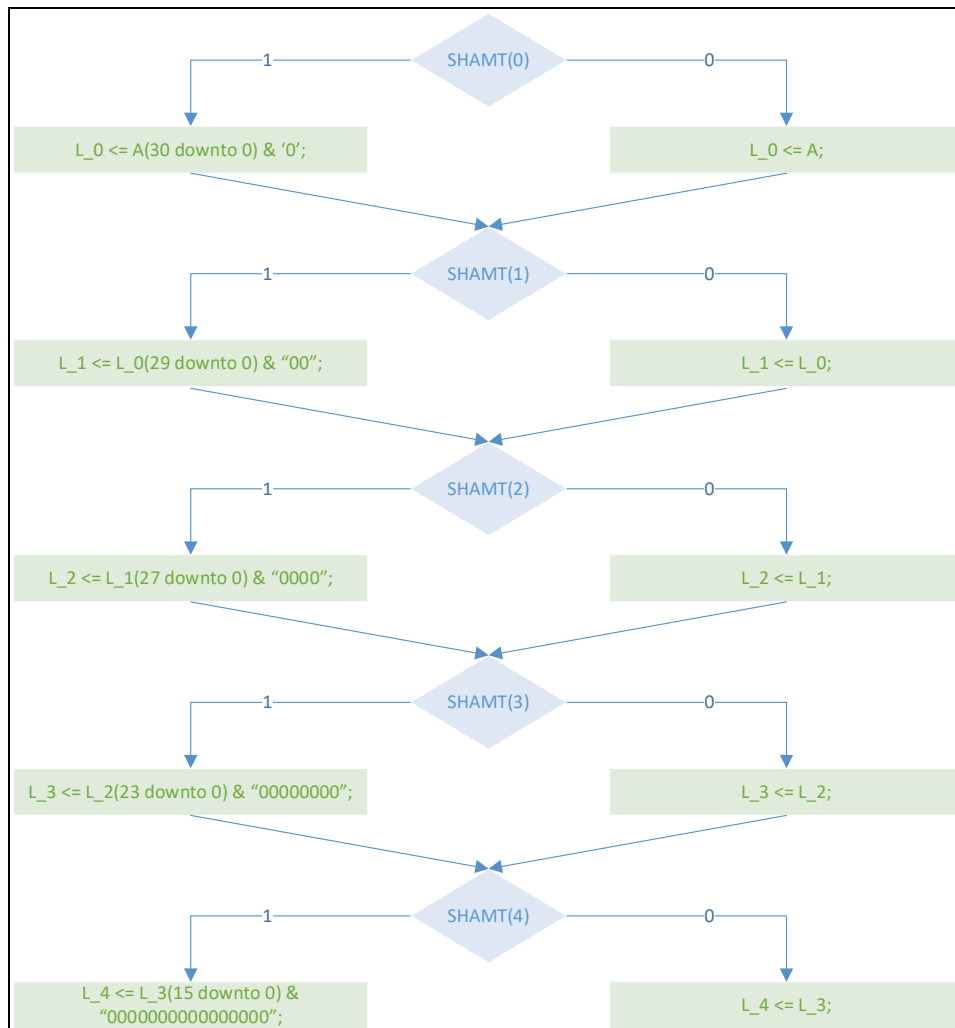 SHAMT(0)
1
0
L_0 <= A(30 downto 0) & ‘0’;
L_0 <= A;
SHAMT(1)
1
0
L_1 <= L_0(29 downto 0) & “00”;
L_1 <= L_0;
SHAMT(2)
1
0
L_2 <= L_1(27 downto 0) & “0000”;
L_2 <= L_1;
SHAMT(3)
1
0
L_3 <= L_2(23 downto 0) & “00000000”;
L_3 <= L_2;
SHAMT(4)
1
0
L_4 <= L_3(15 downto 0) &
“0000000000000000”;
L_4 <= L_3;